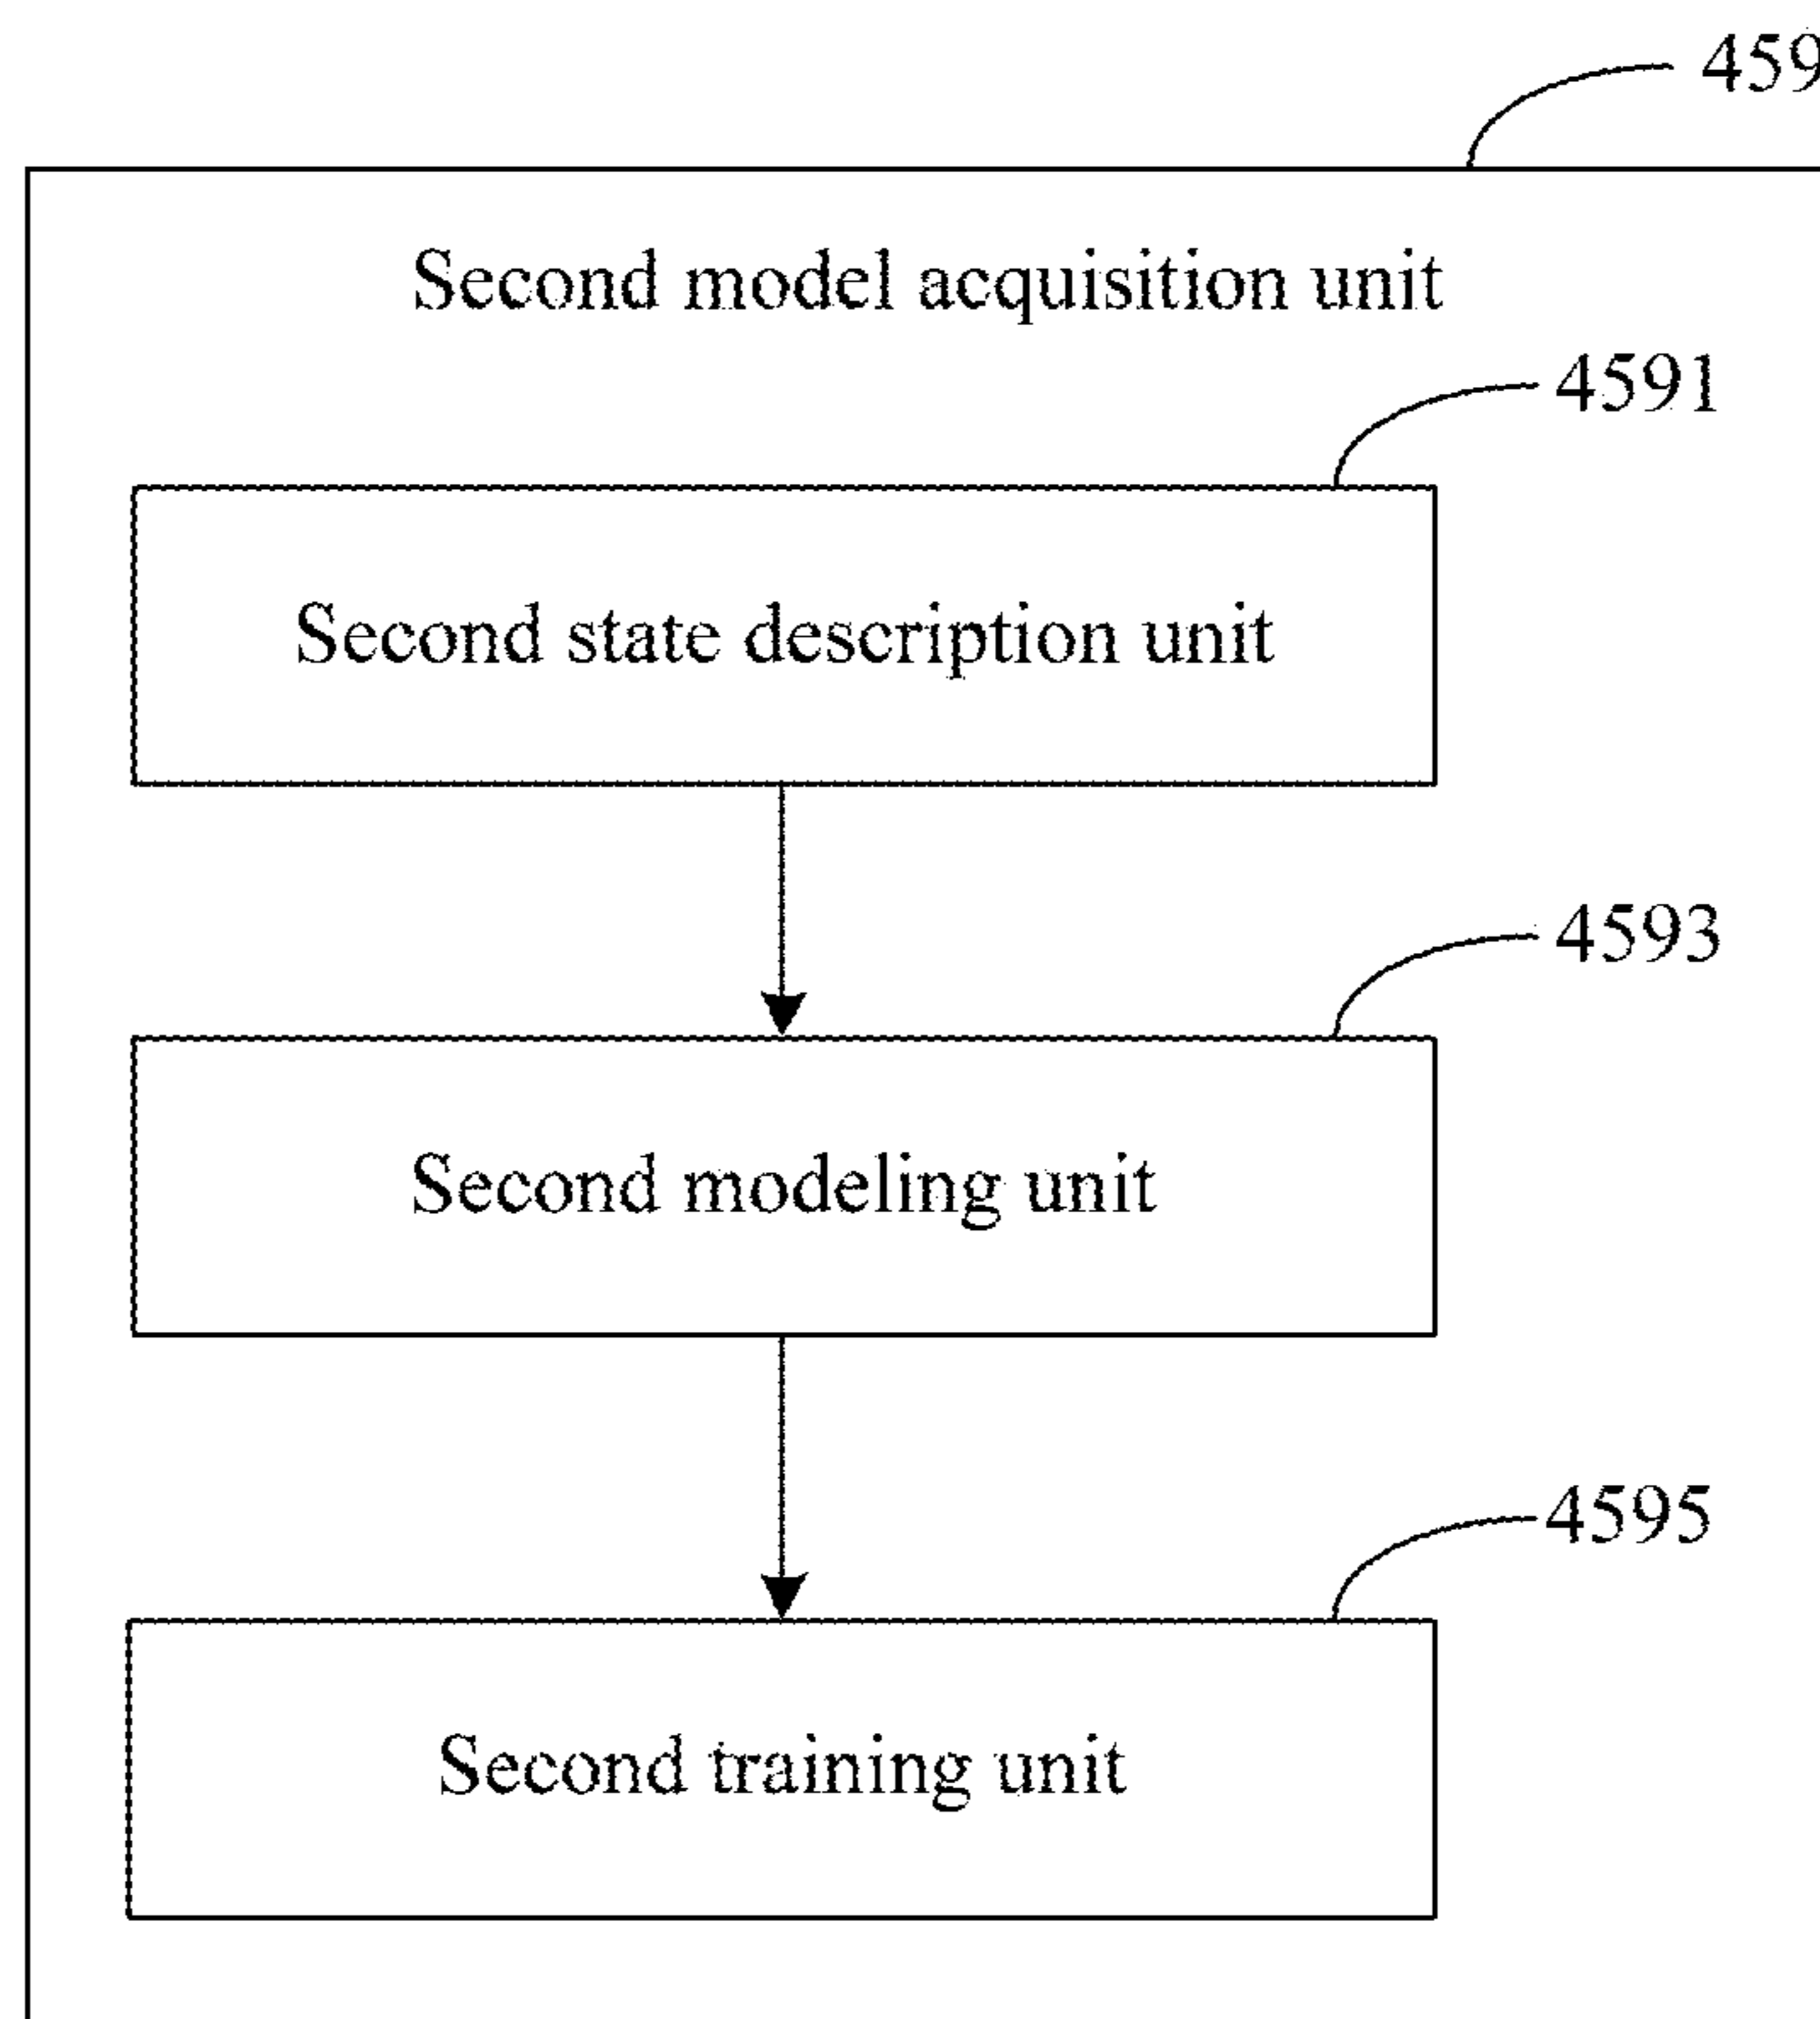 459
Second model acquisition unit
4591
Second state description unit
4593
Second modeling unit
4595
Second training unit